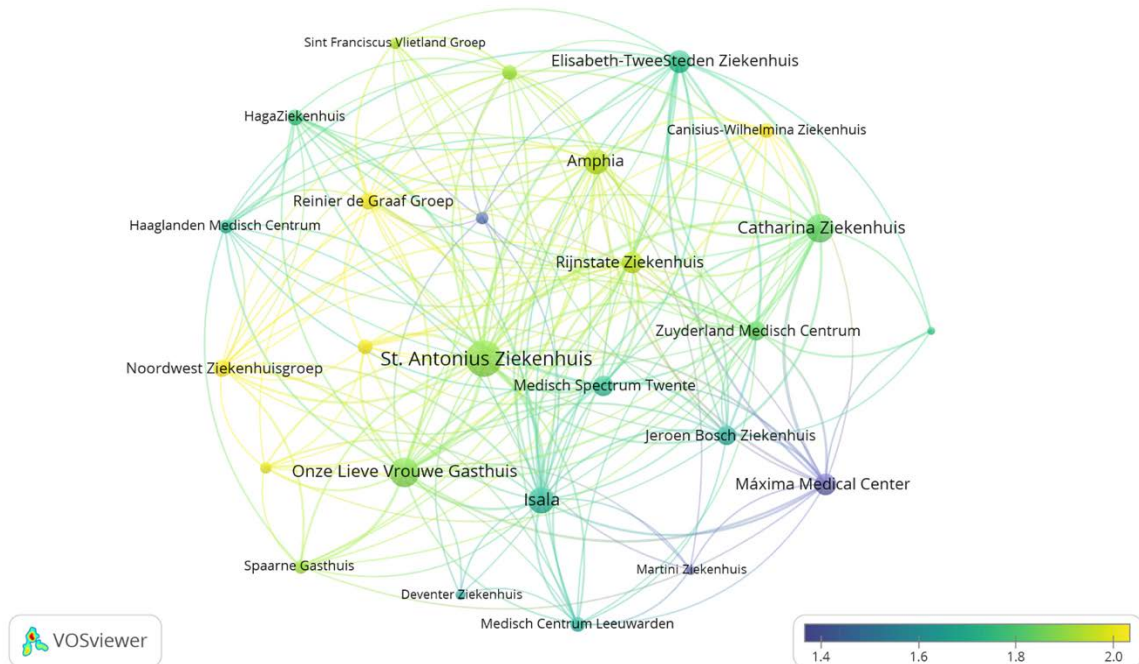 Sint Franciscus Vlietland Groep
Elisabeth-TweeSteden Ziekenhuis
HagaZiekenhuis
Canisius-Wilhelmina Ziekenhuis
Amphia
Reinier de Graaf Groep
Haaglanden Medisch Centrum
Catharina Ziekenhuis
Rijnstate Ziekenhuis
Zuyderland Medisch Centrum
St. Antonius Ziekenhuis
Noordwest Ziekenhuisgroep
Medisch Spectrum Twente
Jeroen Bosch Ziekenhuis
Onze Lieve Vrouwe Gasthuis
Máxima Medical Center
Isala
Spaarne Gasthuis
Martini Ziekenhuis
Deventer Ziekenhuis
Medisch Centrum Leeuwarden
VOSviewer
1.4 1.6 1.8 2.0